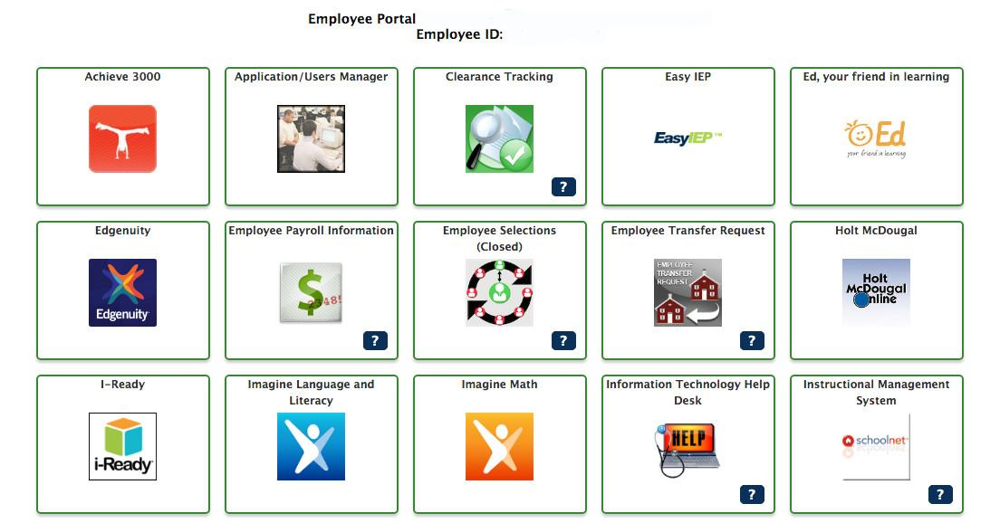 Employee Portal
Employee ID:
Achieve 3000
Application/Users Manager
Clearance Tracking
?
Easy IEP
EasyIEP™
Ed, your friend in learning
Ed
your friend in learning
Edgenuity
Edgenuity
Employee Payroll Information
$
23485
?
Employee Selections
(Closed)
?
Employee Transfer Request
EMPLOYEE
TRANSFER
REQUEST
?
Holt McDougal
Holt
McDougal
Online
I-Ready
i-Ready
Imagine Language and
Literacy
Imagine Math
Information Technology Help
Desk
HELP
?
Instructional Management
System
schoolnet
?